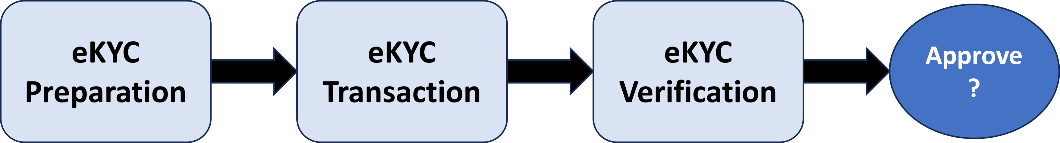 eKYC
Preparation
eKYC
Transaction
eKYC
Verification
Approve
?